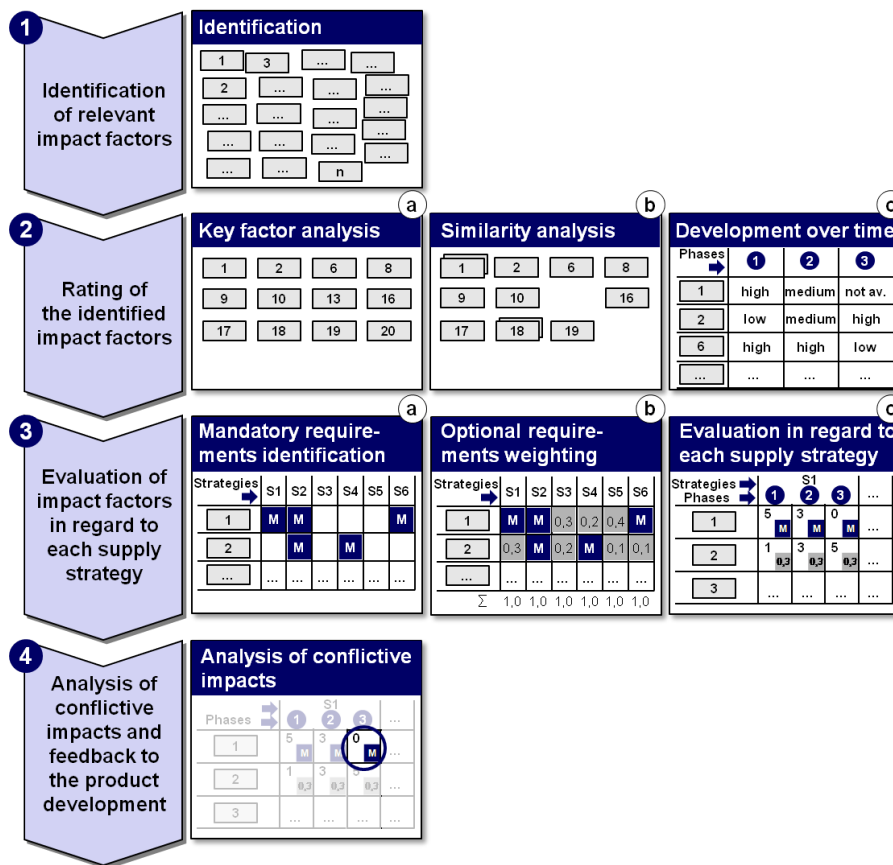 1
Identification
of relevant
impact factors
Identification
1 3 ... ...
2 ... ... ...
... ... ... ...
... ... ... ...
... ... n ...
2
Rating of
the identified
impact factors
a
Key factor analysis
1 2 6 8
9 10 13 16
17 18 19 20
b
Similarity analysis
1 2 6 8
9 10 16
17 18 19
c
Development over time
Phases 1 2 3
1 high medium not av.
2 low medium high
6 high high low
... ... ... ...
3
Evaluation of
impact factors
in regard to
each supply
strategy
a
Mandatory require-
ments identification
Strategies S1 S2 S3 S4 S5 S6
1 M M M
2 M M
... ... ... ... ... ... ...
b
Optional require-
ments weighting
Strategies S1 S2 S3 S4 S5 S6
1 M M 0,3 0,2 0,4 M
2 0,3 M 0,2 M 0,1 0,1
... ... ... ... ... ... ...
Σ 1,0 1,0 1,0 1,0 1,0 1,0
c
Evaluation in regard to
each supply strategy
Strategies S1
Phases 1 2 3 ...
1 5 M 3 M 0 M ...
2 1 0,3 3 0,3 5 0,3 ...
3 ... ... ... ...
4
Analysis of
conflictive
impacts and
feedback to
the product
development
Analysis of conflictive
impacts
S1
Phases 1 2 3 ...
1 5 M 3 M 0 M ...
2 1 0,3 3 0,3 5 0,3 ...
3 ... ... ... ...